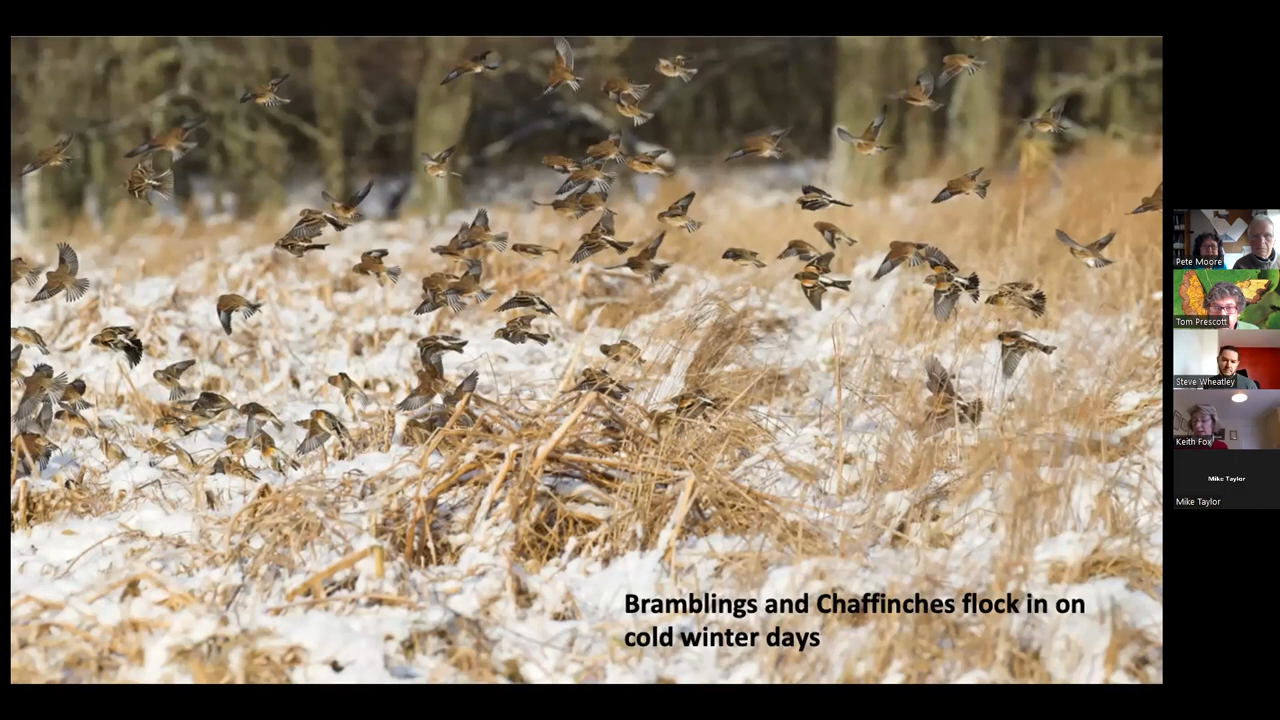 Bramblings and Chaffinches flock in on
cold winter days
Pete Moore
Tom Prescott
Steve Wheatley
Keith Fox
Mike Taylor
Mike Taylor